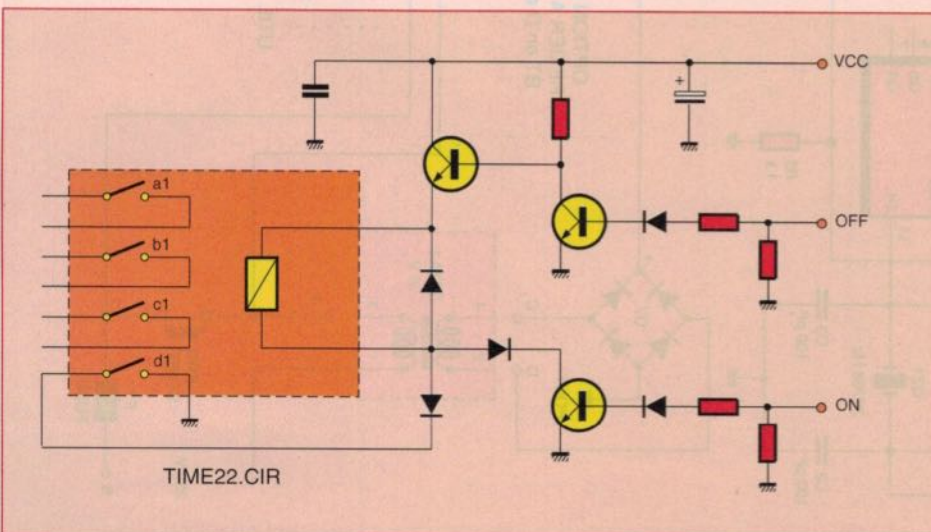 VCC
+
a1
OFF
b1
c1
d1
ON
TIME22.CIR